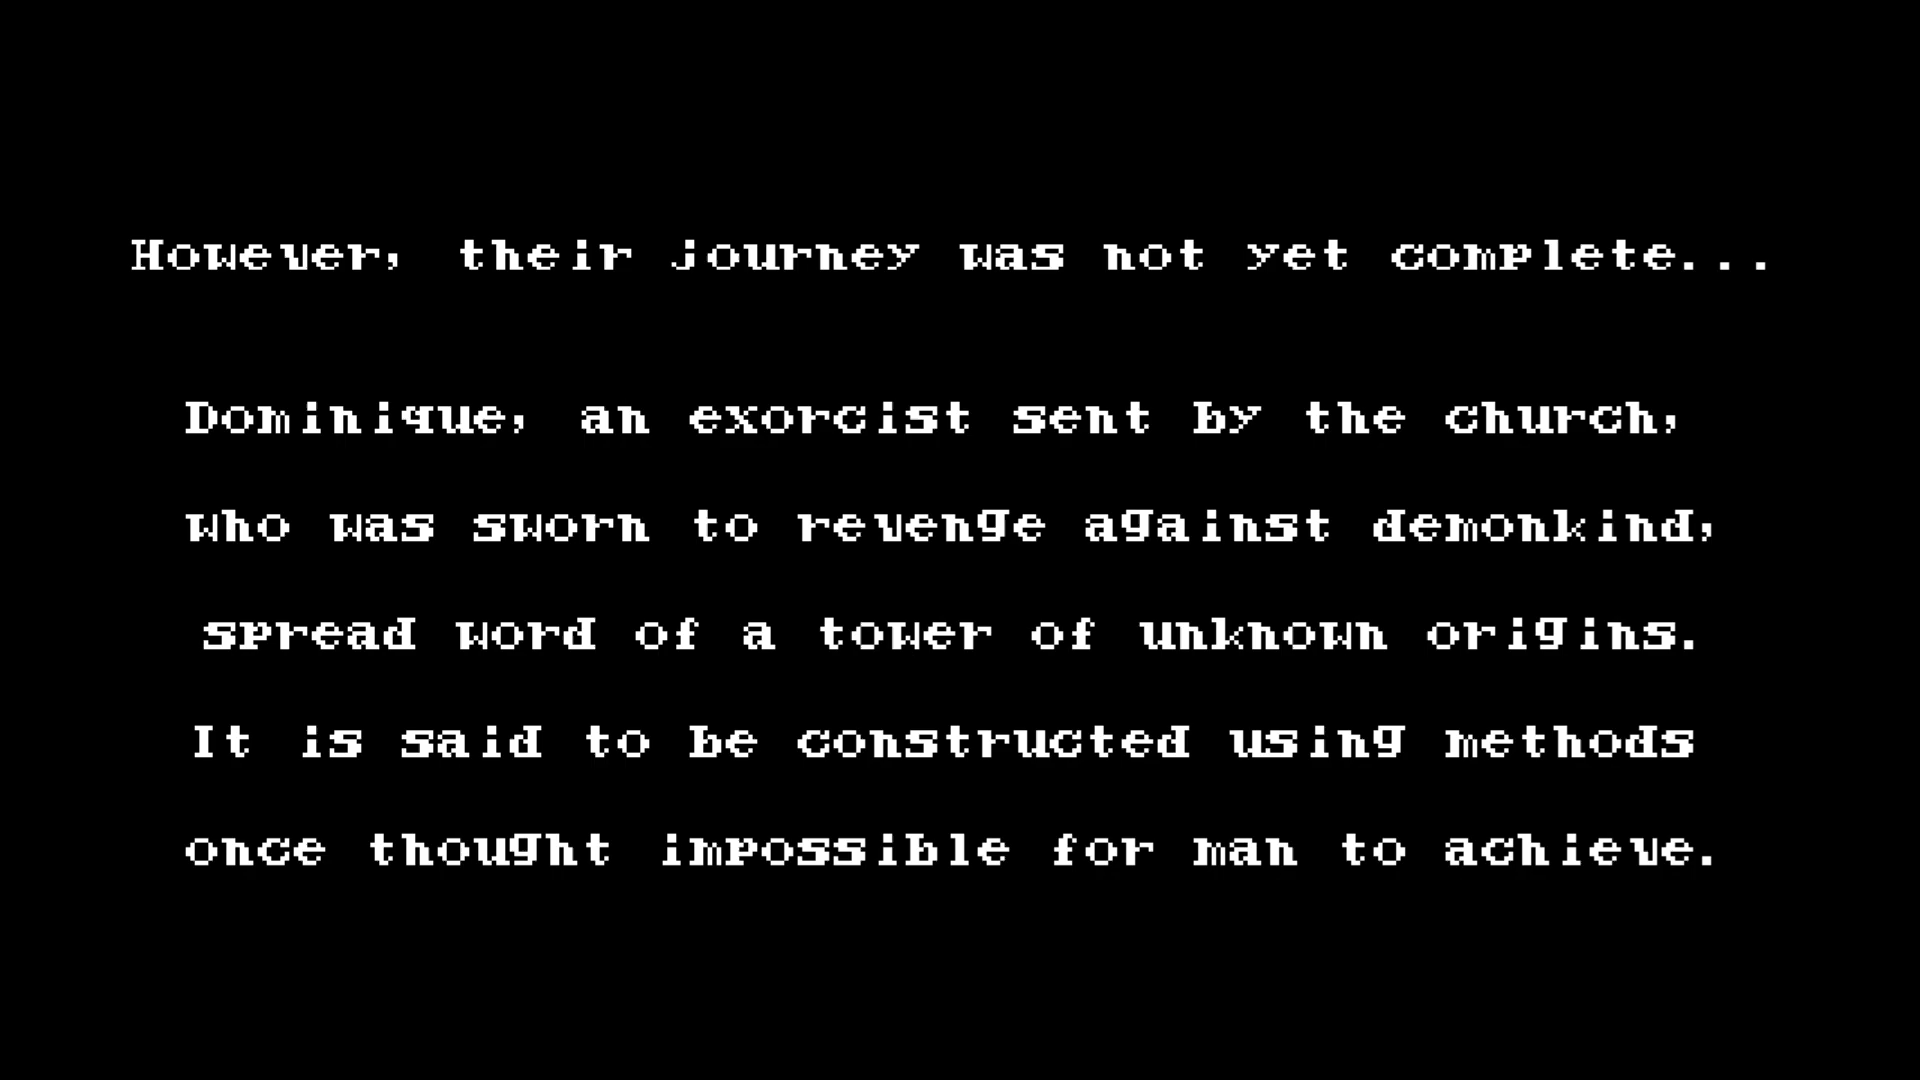 However, their journey was not yet complete...
Dominique, an exorcist sent by the church,
who was sworn to revenge against demonkind,
spread word of a tower of unknown origins.
It is said to be constructed using methods
once thought impossible for man to achieve.